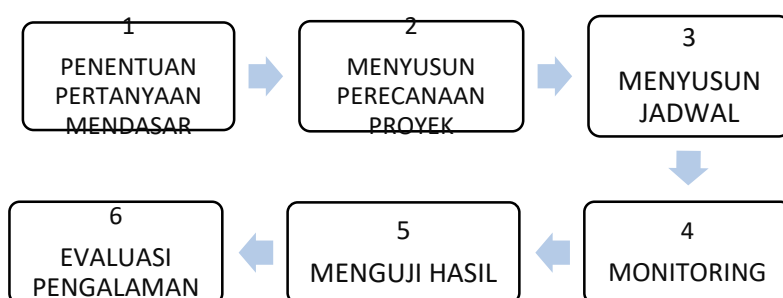 1
PENENTUAN
PERTANYAAN
MENDASAR
2
MENYUSUN
PERECANAAN
PROYEK
3
MENYUSUN
JADWAL
4
MONITORING
5
MENGUJI HASIL
6
EVALUASI
PENGALAMAN